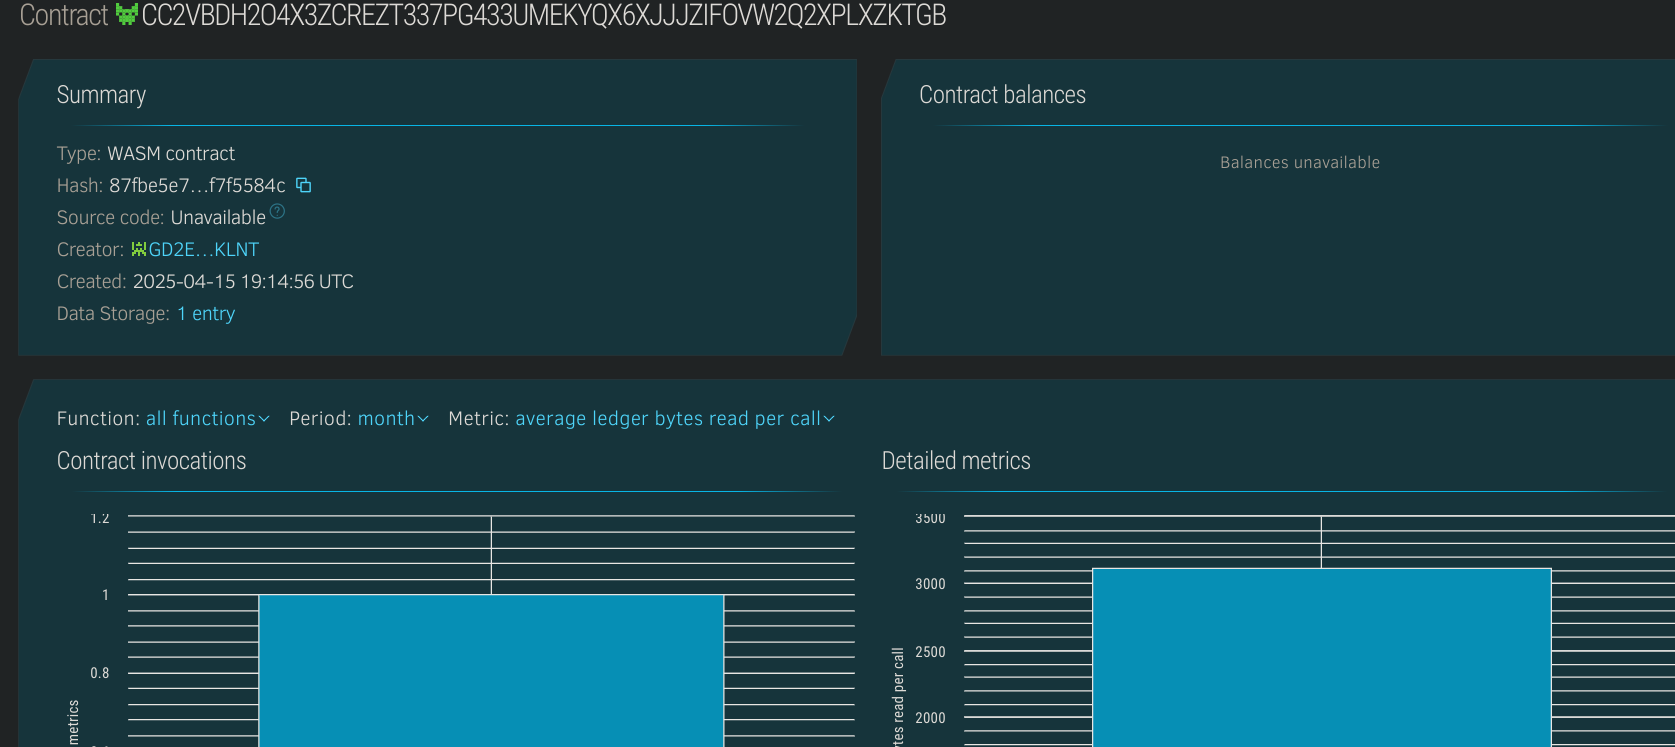 Contract CC2VBDH2O4X3ZCREZT337PG433UMEKYQX6XJJJZIFOVW2Q2XPLXZKTGB
Summary
Type: WASM contract
Hash: 87fbe5e7…f7f5584c
Source code: Unavailable ?
Creator: GD2E…KLNT
Created: 2025-04-15 19:14:56 UTC
Data Storage: 1 entry
Contract balances
Balances unavailable
Function: all functions Period: month Metric: average ledger bytes read per call
Contract invocations
1.2
1
0.8
metrics
Detailed metrics
3500
3000
2500
2000
read per call